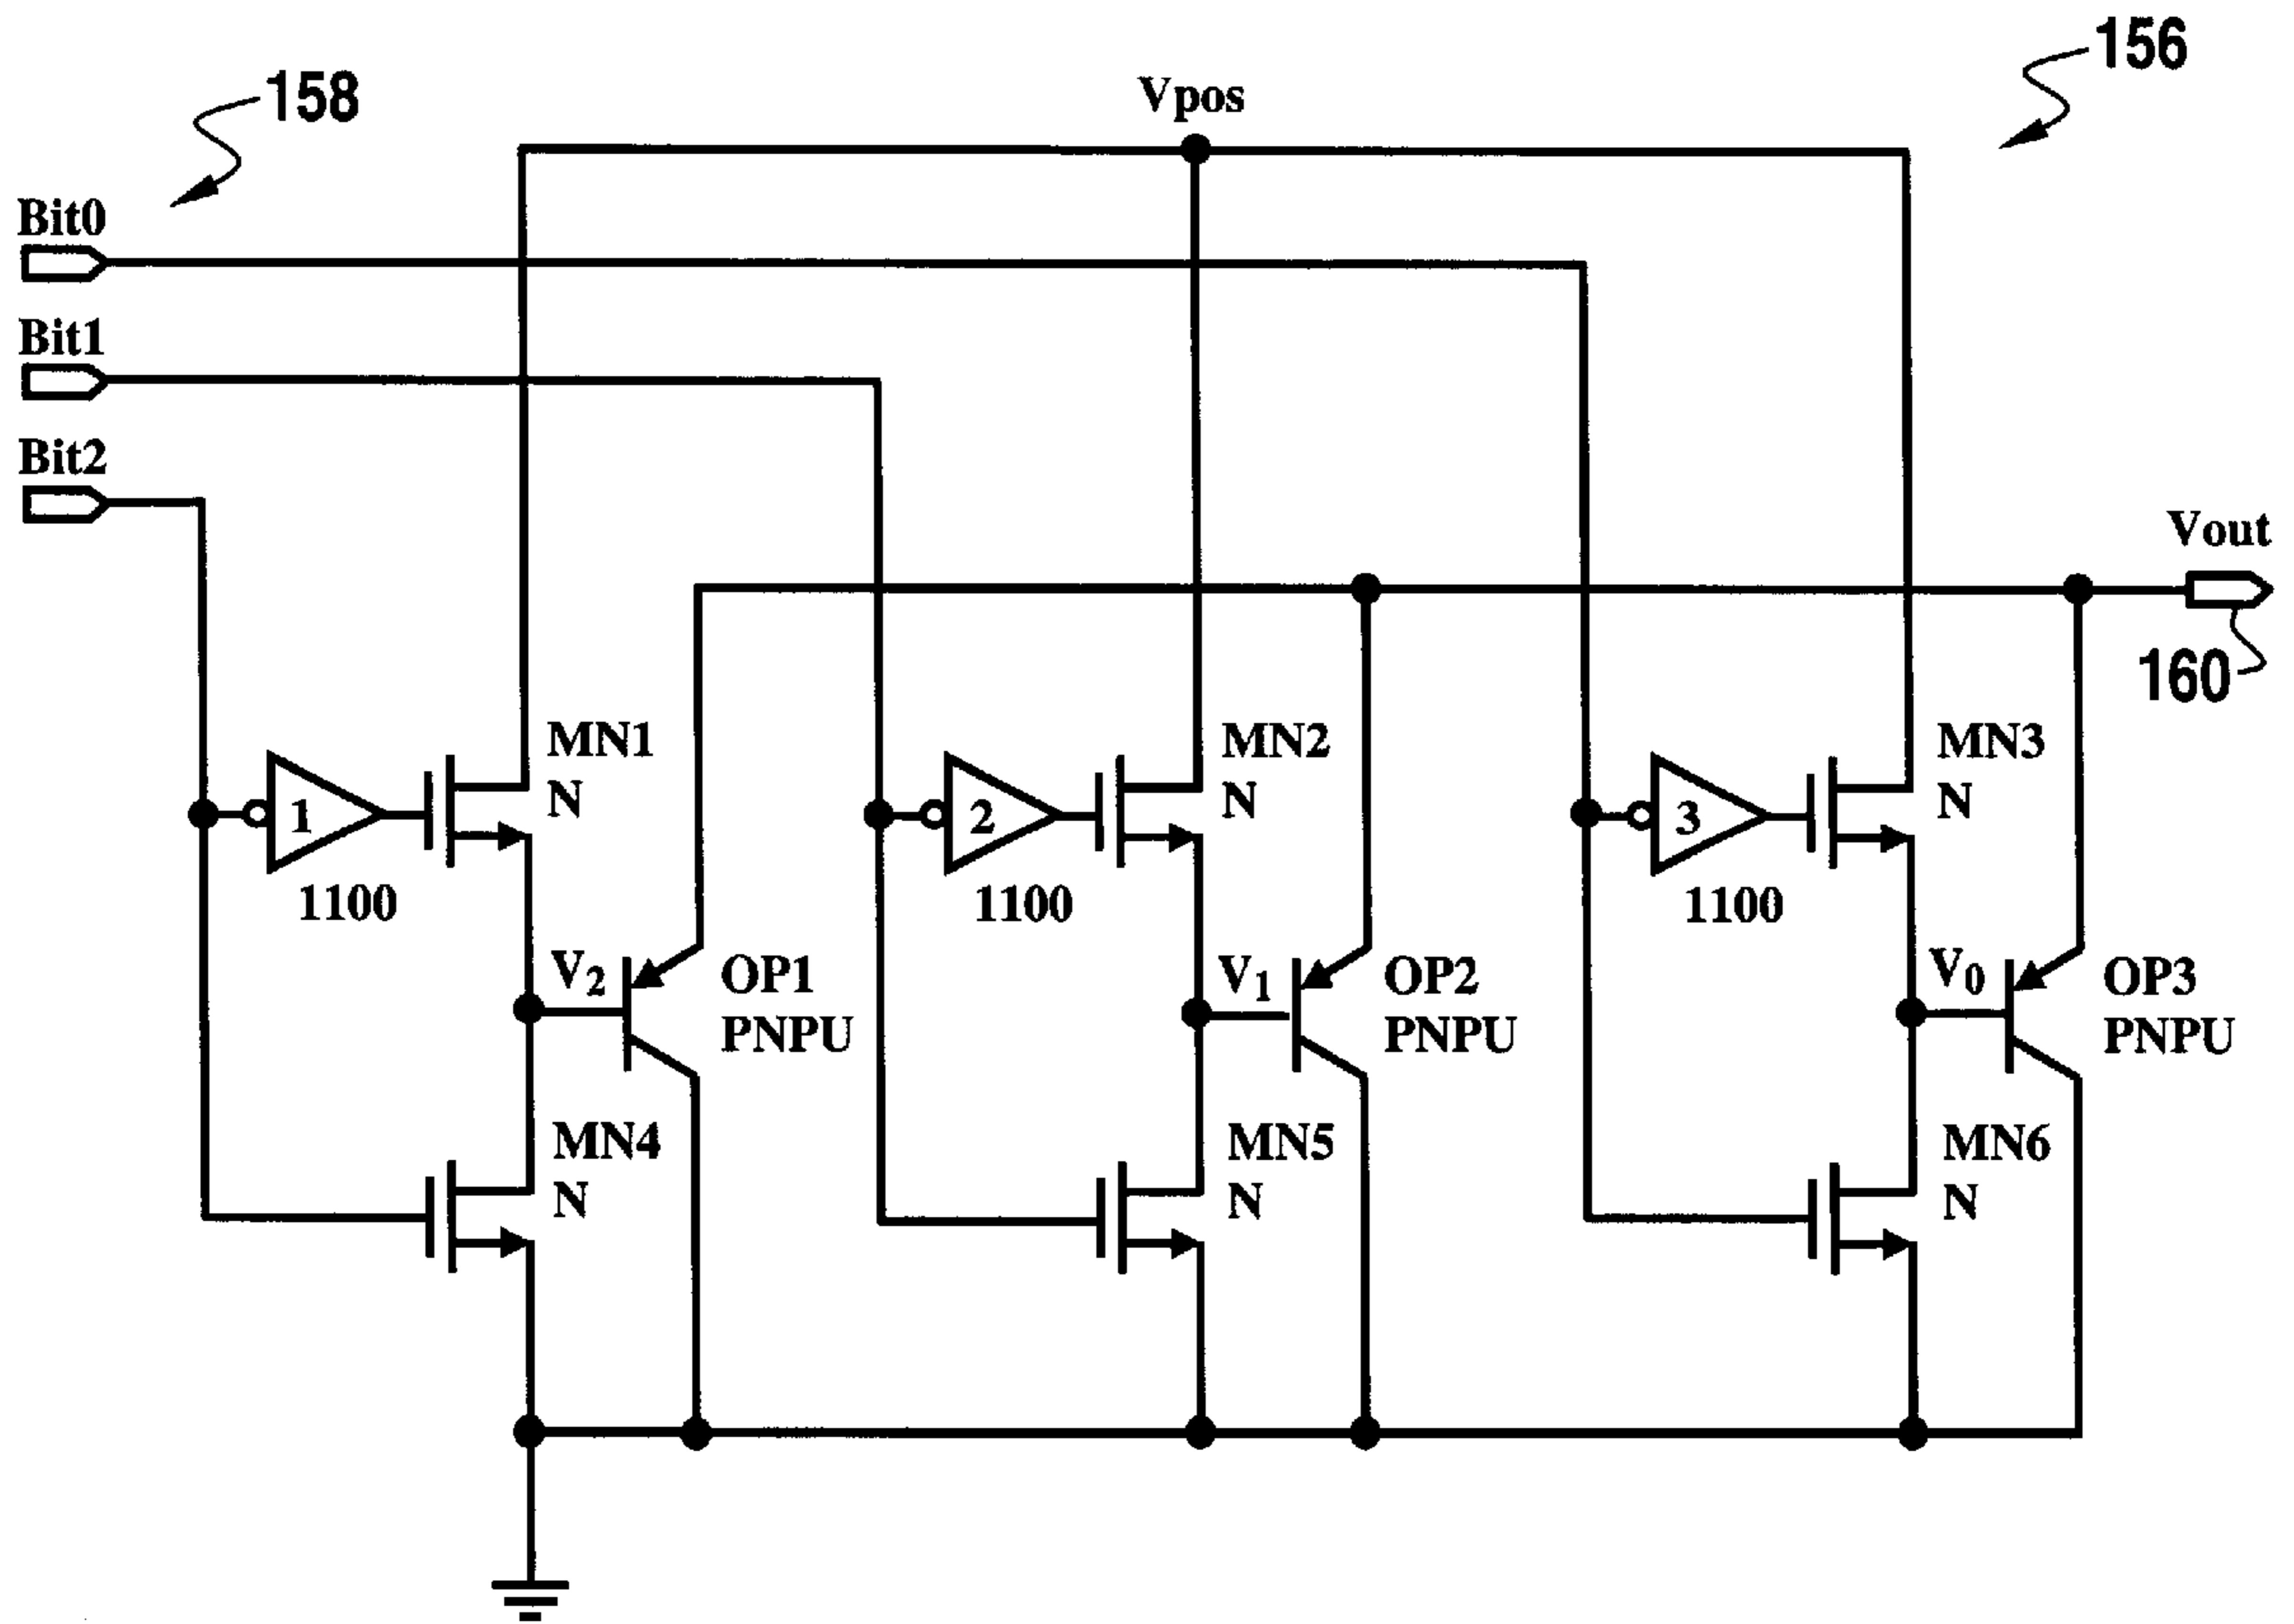 156
158
Vpos
Bit0
Bit1
Bit2
Vout
160
MN1
N
MN2
N
MN3
N
1
2
3
1100
1100
1100
V2
OP1
PNPU
V1
OP2
PNPU
V0
OP3
PNPU
MN4
N
MN5
N
MN6
N